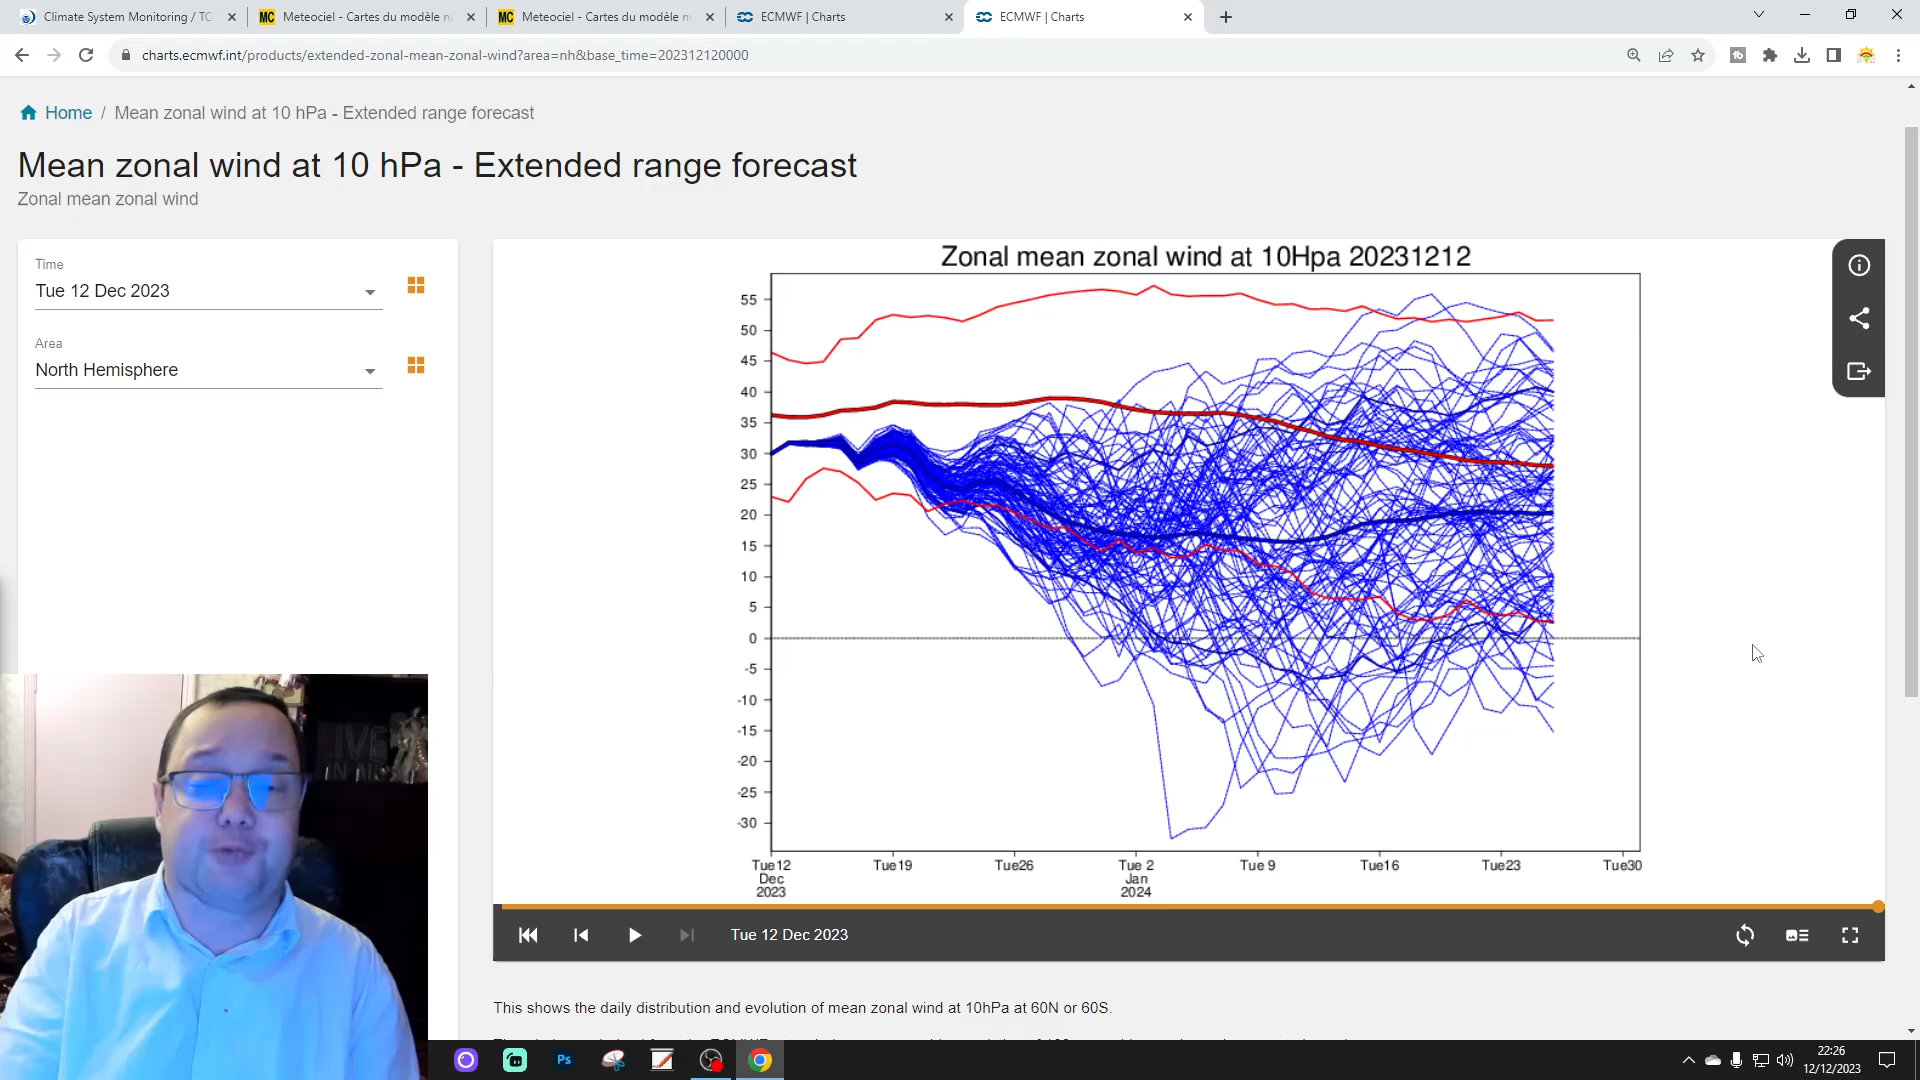 Climate System Monitoring / TC
MC Meteociel - Cartes du modèle n
MC Meteociel - Cartes du modèle n
ECMWF | Charts
ECMWF | Charts
charts.ecmwf.int/products/extended-zonal-mean-zonal-wind?area=nh&base_time=202312120000
Home / Mean zonal wind at 10 hPa - Extended range forecast
Mean zonal wind at 10 hPa - Extended range forecast
Zonal mean zonal wind
Time
Tue 12 Dec 2023
Area
North Hemisphere
Zonal mean zonal wind at 10Hpa 20231212
55
50
45
40
35
30
25
20
15
10
5
0
-5
-10
-15
-20
-25
-30
Tue12 Tue19 Tue26 Tue 2 Tue 9 Tue16 Tue23 Tue30
Dec Jan
2023 2024
Tue 12 Dec 2023
This shows the daily distribution and evolution of mean zonal wind at 10hPa at 60N or 60S.
LIVE
Ps
22:26
12/12/2023